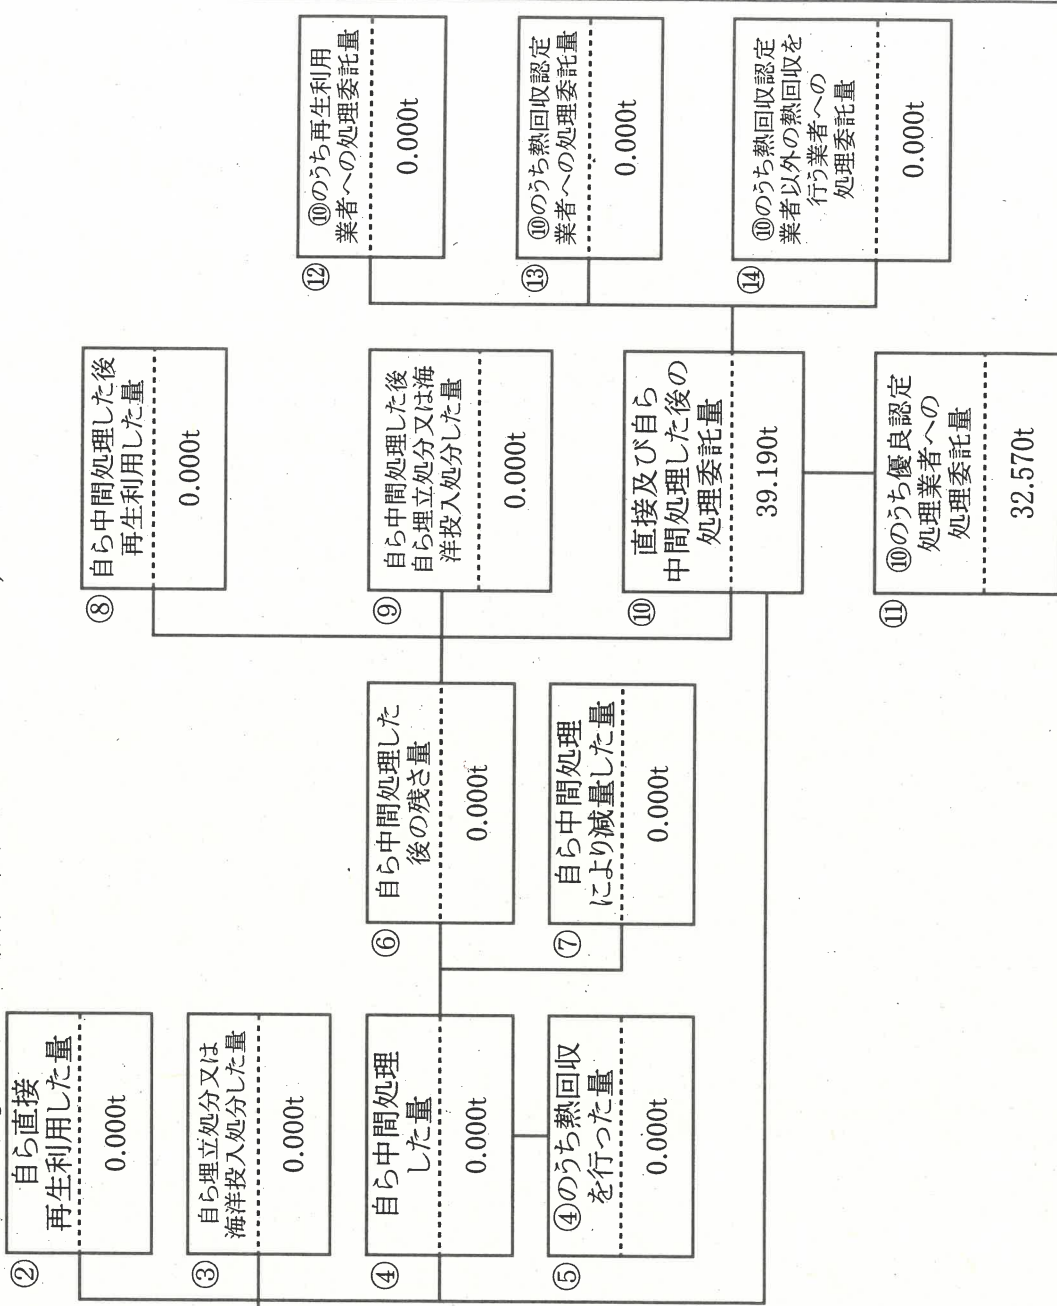 ②
自ら直接
再生利用した量
0.000t
③
自ら埋立処分又は
海洋投入処分した量
0.000t
④
自ら中間処理
した量
0.000t
⑤
④のうち熱回収
を行った量
0.000t
⑥
自ら中間処理した
後の残さ量
0.000t
⑦
自ら中間処理
により減量した量
0.000t
⑧
自ら中間処理した後
再生利用した量
0.000t
⑨
自ら中間処理した後
自ら埋立処分又は海
洋投入処分した量
0.000t
⑩
直接及び自ら
中間処理した後の
処理委託量
39.190t
⑪
⑩のうち優良認定
処理業者への
処理委託量
32.570t
⑫
⑩のうち再生利用
業者への処理委託量
0.000t
⑬
⑩のうち熱回収認定
業者への処理委託量
0.000t
⑭
⑩のうち熱回収認定
業者以外の熱回収を
行う業者への
処理委託量
0.000t